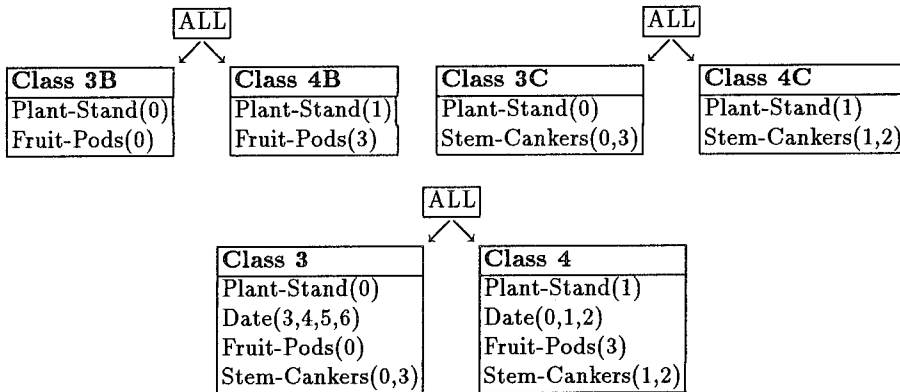 ALL
Class 3B
Plant-Stand(0)
Fruit-Pods(0)
Class 4B
Plant-Stand(1)
Fruit-Pods(3)
ALL
Class 3C
Plant-Stand(0)
Stem-Cankers(0,3)
Class 4C
Plant-Stand(1)
Stem-Cankers(1,2)
ALL
Class 3
Plant-Stand(0)
Date(3,4,5,6)
Fruit-Pods(0)
Stem-Cankers(0,3)
Class 4
Plant-Stand(1)
Date(0,1,2)
Fruit-Pods(3)
Stem-Cankers(1,2)